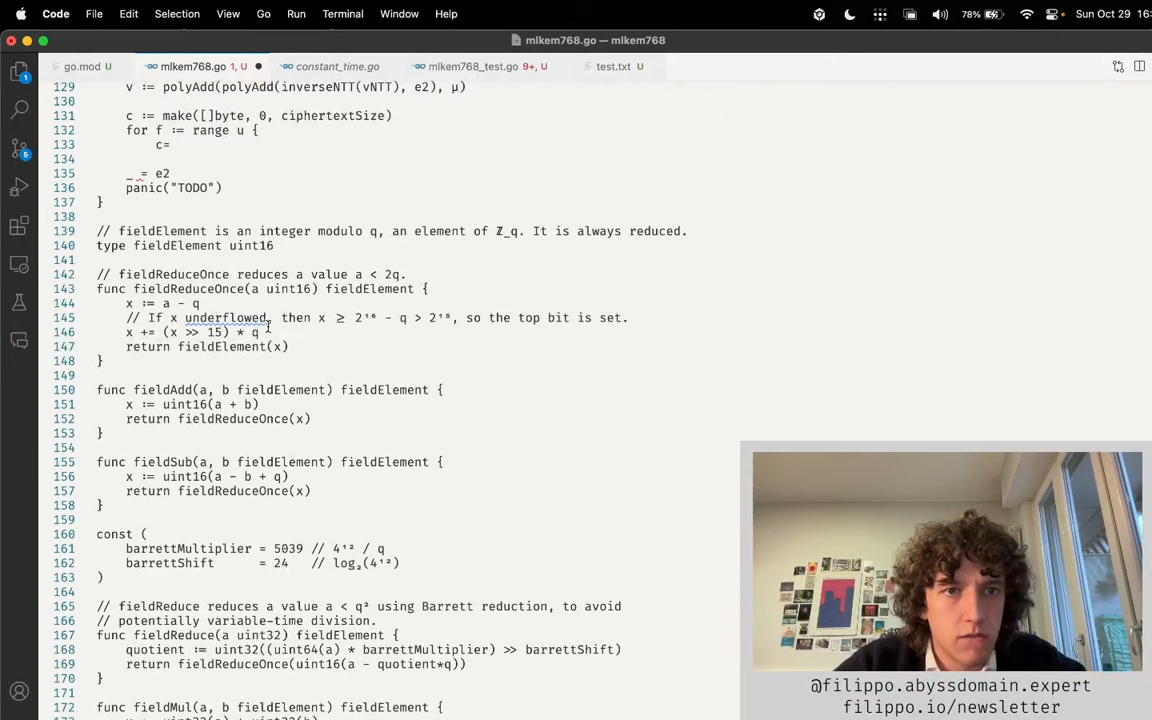 Code File Edit Selection View Go Run Terminal Window Help 78% Sun Oct 29 16:
mlkem768.go — mlkem768
go.mod U mlkem768.go 1, U constant_time.go mlkem768_test.go 9+, U test.txt U
129 v := polyAdd(polyAdd(inverseNTT(vNTT), e2), μ)
130
131 c := make([]byte, 0, ciphertextSize)
132 for f := range u {
133 c=
134
135 _ = e2
136 panic("TODO")
137 }
138
139 // fieldElement is an integer modulo q, an element of ℤ_q. It is always reduced.
140 type fieldElement uint16
141
142 // fieldReduceOnce reduces a value a < 2q.
143 func fieldReduceOnce(a uint16) fieldElement {
144 x := a - q
145 // If x underflowed, then x ≥ 2¹⁶ - q > 2¹⁵, so the top bit is set.
146 x += (x >> 15) * q
147 return fieldElement(x)
148 }
149
150 func fieldAdd(a, b fieldElement) fieldElement {
151 x := uint16(a + b)
152 return fieldReduceOnce(x)
153 }
154
155 func fieldSub(a, b fieldElement) fieldElement {
156 x := uint16(a - b + q)
157 return fieldReduceOnce(x)
158 }
159
160 const (
161 barrettMultiplier = 5039 // 4¹² / q
162 barrettShift = 24 // log₂(4¹²)
163 )
164
165 // fieldReduce reduces a value a < q² using Barrett reduction, to avoid
166 // potentially variable-time division.
167 func fieldReduce(a uint32) fieldElement {
168 quotient := uint32((uint64(a) * barrettMultiplier) >> barrettShift)
169 return fieldReduceOnce(uint16(a - quotient*q))
170 }
171
172 func fieldMul(a, b fieldElement) fieldElement {
1
5
@filippo.abyssdomain.expert
filippo.io/newsletter